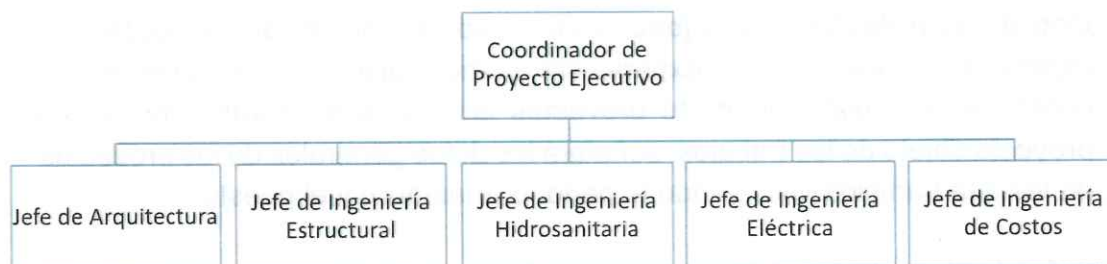 Coordinador de
Proyecto Ejecutivo
Jefe de Arquitectura
Jefe de Ingeniería
Estructural
Jefe de Ingeniería
Hidrosanitaria
Jefe de Ingeniería
Eléctrica
Jefe de Ingeniería
de Costos